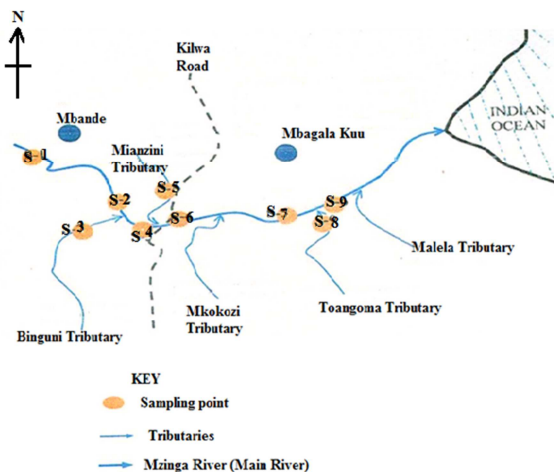 N
Kilwa
Road
Mbande
Mianzini
Tributary
Mbagala Kuu
INDIAN
OCEAN
S-1
S-2
S-3
S-4
S-5
S-6
S-7
S-8
S-9
Malela Tributary
Mkokozi
Tributary
Toangoma Tributary
Binguni Tributary
KEY
Sampling point
Tributaries
Mzinga River (Main River)